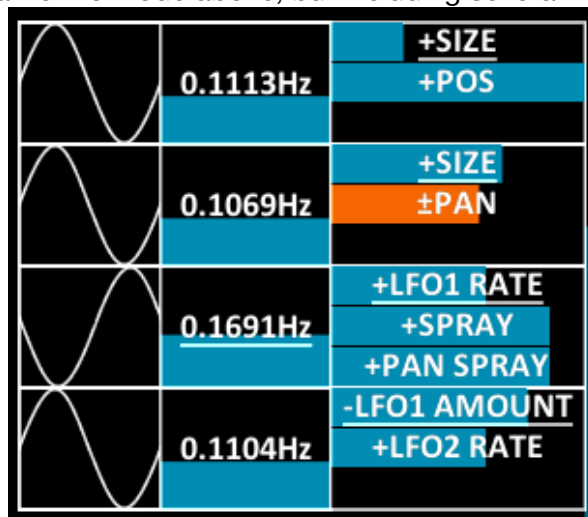 +SIZE
0.1113Hz
+POS
+SIZE
0.1069Hz
±PAN
+LFO1 RATE
0.1691Hz
+SPRAY
+PAN SPRAY
-LFO1 AMOUNT
0.1104Hz
+LFO2 RATE